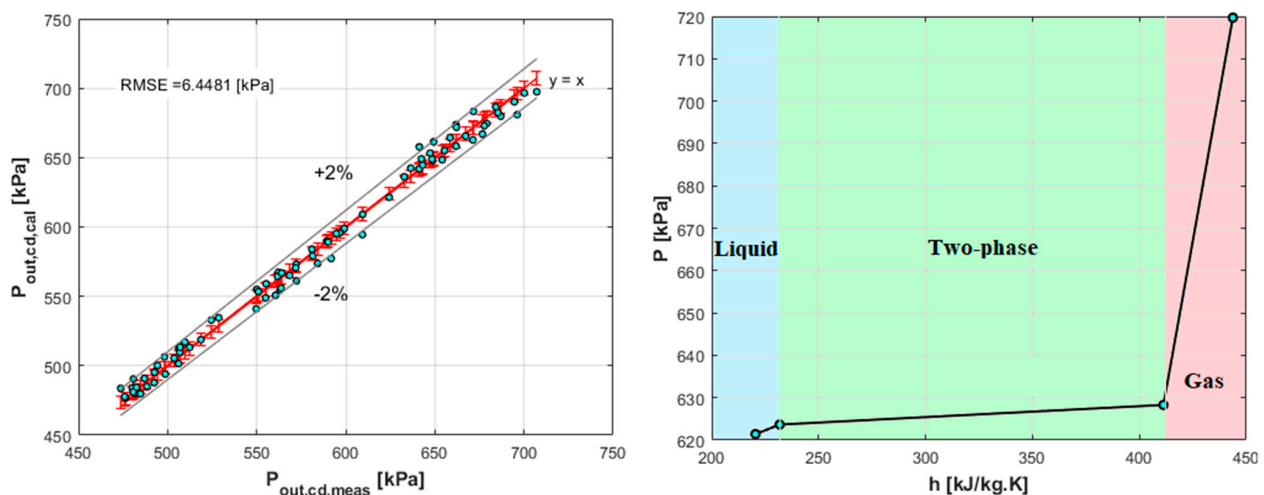 750
700
650
600
550
500
450
P_out,cd,cal [kPa]
RMSE =6.4481 [kPa]
y = x
+2%
-2%
450 500 550 600 650 700 750
P_out,cd,meas [kPa]
720
710
700
690
680
670
660
650
640
630
620
P [kPa]
Liquid
Two-phase
Gas
200 250 300 350 400 450
h [kJ/kg.K]